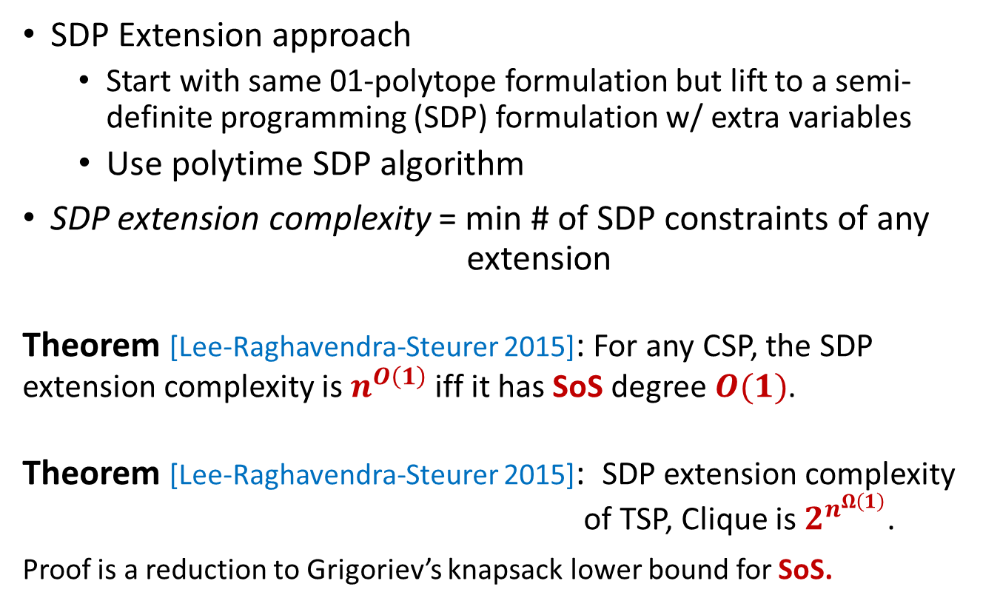 • SDP Extension approach
• Start with same 01-polytope formulation but lift to a semi-
definite programming (SDP) formulation w/ extra variables
• Use polytime SDP algorithm
• SDP extension complexity = min # of SDP constraints of any
extension
Theorem [Lee-Raghavendra-Steurer 2015]: For any CSP, the SDP
extension complexity is n^{O(1)} iff it has SoS degree O(1).
Theorem [Lee-Raghavendra-Steurer 2015]: SDP extension complexity
of TSP, Clique is 2^{n^{Ω(1)}}.
Proof is a reduction to Grigoriev’s knapsack lower bound for SoS.